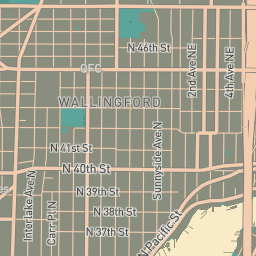 N 46th St
OFC
2nd Ave NE
4th Ave NE
WALLINGFORD
N 41st St
Sunnyside Ave N
N 40th St
Interlake Ave N
Carr Pl N
N 39th St
N 38th St
N 37th St
N Pacific St